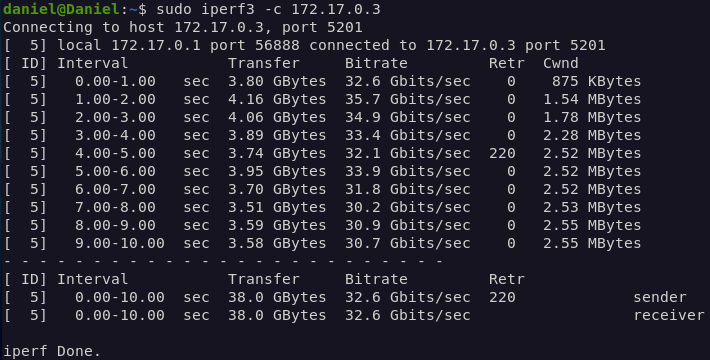 daniel@Daniel:~$ sudo iperf3 -c 172.17.0.3
Connecting to host 172.17.0.3, port 5201
[  5] local 172.17.0.1 port 56888 connected to 172.17.0.3 port 5201
[ ID] Interval           Transfer     Bitrate         Retr  Cwnd
[  5]   0.00-1.00   sec  3.80 GBytes  32.6 Gbits/sec    0    875 KBytes
[  5]   1.00-2.00   sec  4.16 GBytes  35.7 Gbits/sec    0   1.54 MBytes
[  5]   2.00-3.00   sec  4.06 GBytes  34.9 Gbits/sec    0   1.78 MBytes
[  5]   3.00-4.00   sec  3.89 GBytes  33.4 Gbits/sec    0   2.28 MBytes
[  5]   4.00-5.00   sec  3.74 GBytes  32.1 Gbits/sec  220   2.52 MBytes
[  5]   5.00-6.00   sec  3.95 GBytes  33.9 Gbits/sec    0   2.52 MBytes
[  5]   6.00-7.00   sec  3.70 GBytes  31.8 Gbits/sec    0   2.52 MBytes
[  5]   7.00-8.00   sec  3.51 GBytes  30.2 Gbits/sec    0   2.53 MBytes
[  5]   8.00-9.00   sec  3.59 GBytes  30.9 Gbits/sec    0   2.55 MBytes
[  5]   9.00-10.00  sec  3.58 GBytes  30.7 Gbits/sec    0   2.55 MBytes
- - - - - - - - - - - - - - - - - - - - - - - - -
[ ID] Interval           Transfer     Bitrate         Retr
[  5]   0.00-10.00  sec  38.0 GBytes  32.6 Gbits/sec  220             sender
[  5]   0.00-10.00  sec  38.0 GBytes  32.6 Gbits/sec                  receiver
iperf Done.